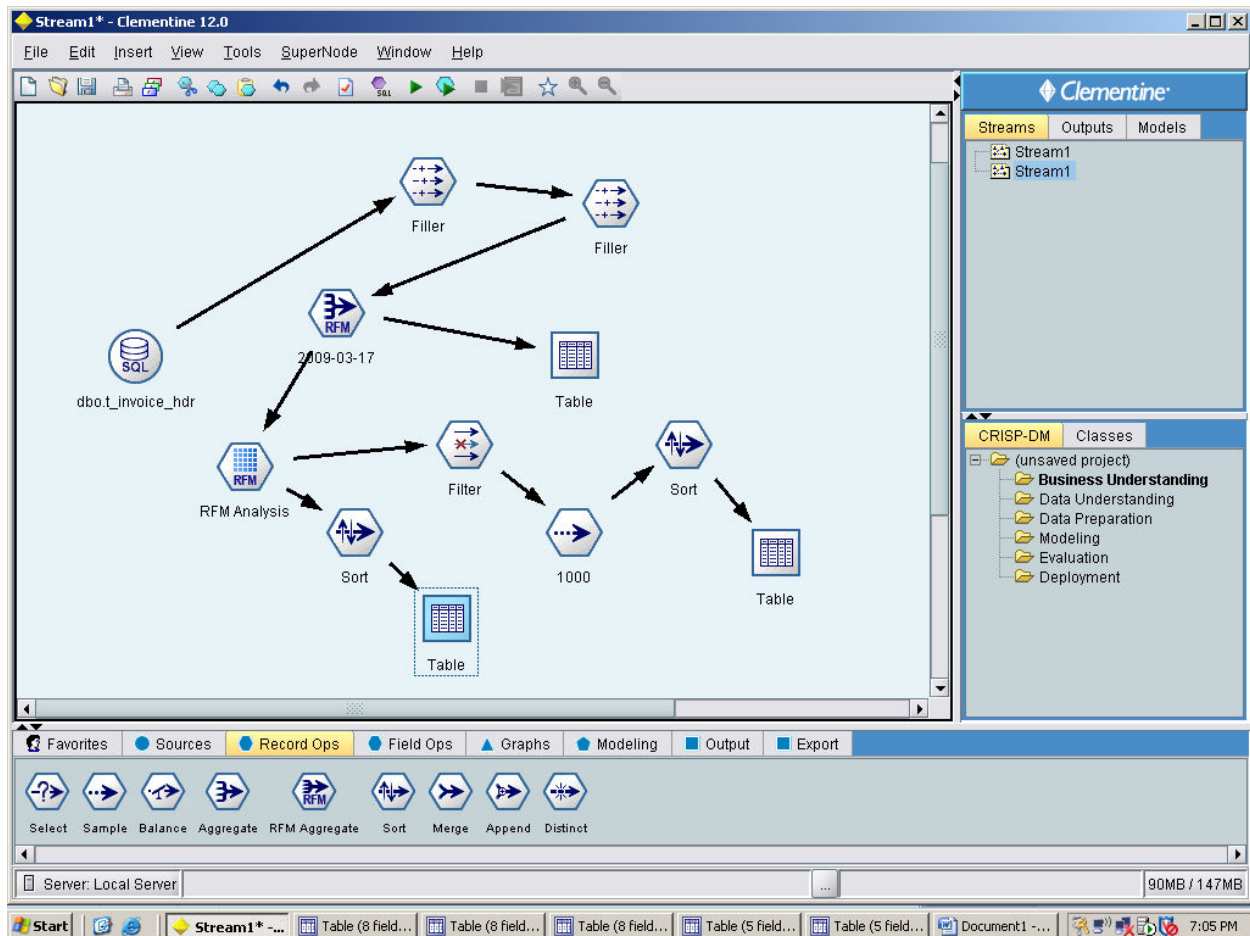 Stream1* - Clementine 12.0
File Edit Insert View Tools SuperNode Window Help
SQL
Clementine
Streams Outputs Models
Stream1
Stream1
Filler
Filler
RFM
2009-03-17
SQL
dbo.t_invoice_hdr
Table
RFM
RFM Analysis
Filter
Sort
Sort
1000
Table
Table
CRISP-DM Classes
(unsaved project)
Business Understanding
Data Understanding
Data Preparation
Modeling
Evaluation
Deployment
Favorites Sources Record Ops Field Ops Graphs Modeling Output Export
RFM
Select Sample Balance Aggregate RFM Aggregate Sort Merge Append Distinct
Server: Local Server ... 90MB / 147MB
Start Stream1* -... Table (8 field... Table (8 field... Table (8 field... Table (5 field... Table (5 field... Document1 -... 7:05 PM